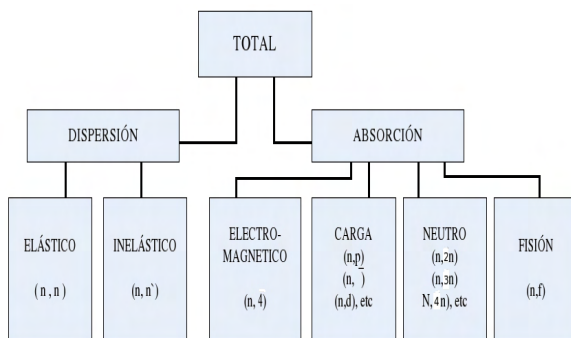 TOTAL
DISPERSIÓN
ABSORCIÓN
ELÁSTICO
( n , n )
INELÁSTICO
(n, n`)
ELECTRO-
MAGNETICO
(n, 4)
CARGA
(n,p)
(n, )
(n,d), etc
NEUTRO
(n,2n)
(n,3n)
N, 4 n), etc
FISIÓN
(n,f)